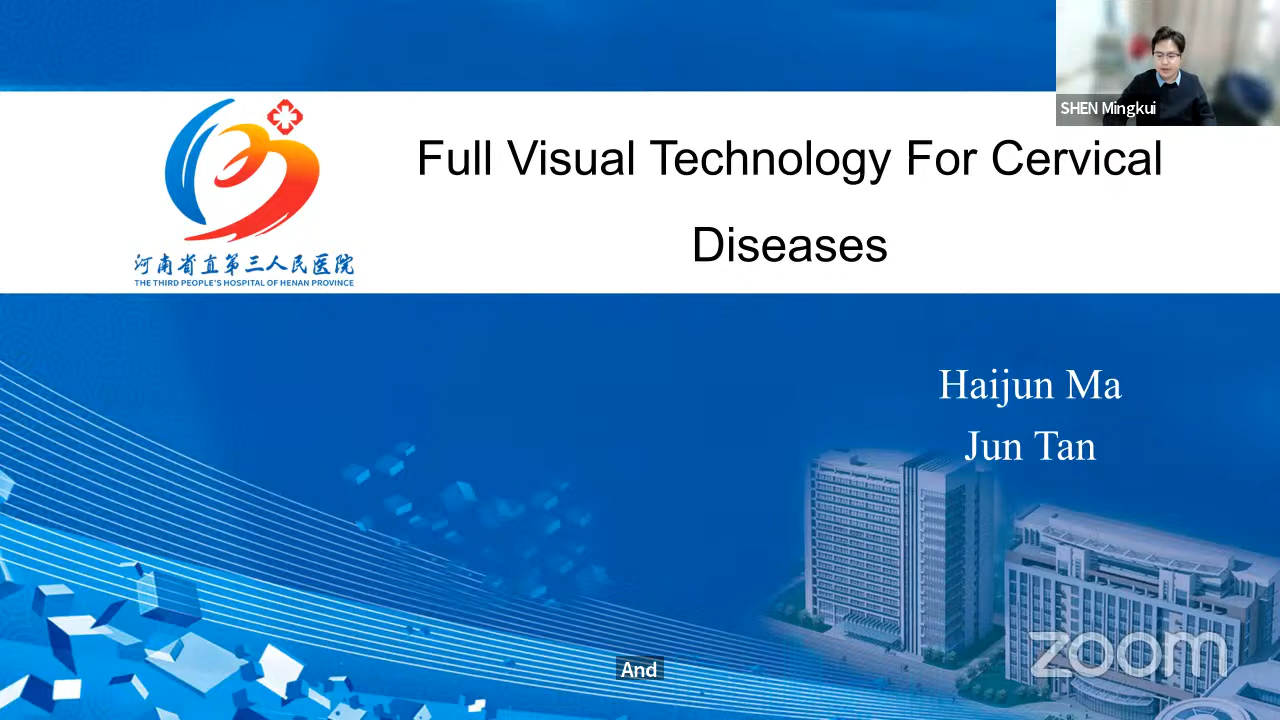 SHEN Mingkui
Full Visual Technology For Cervical
Diseases
河南省直第三人民医院
THE THIRD PEOPLE'S HOSPITAL OF HENAN PROVINCE
Haijun Ma
Jun Tan
zoom
And